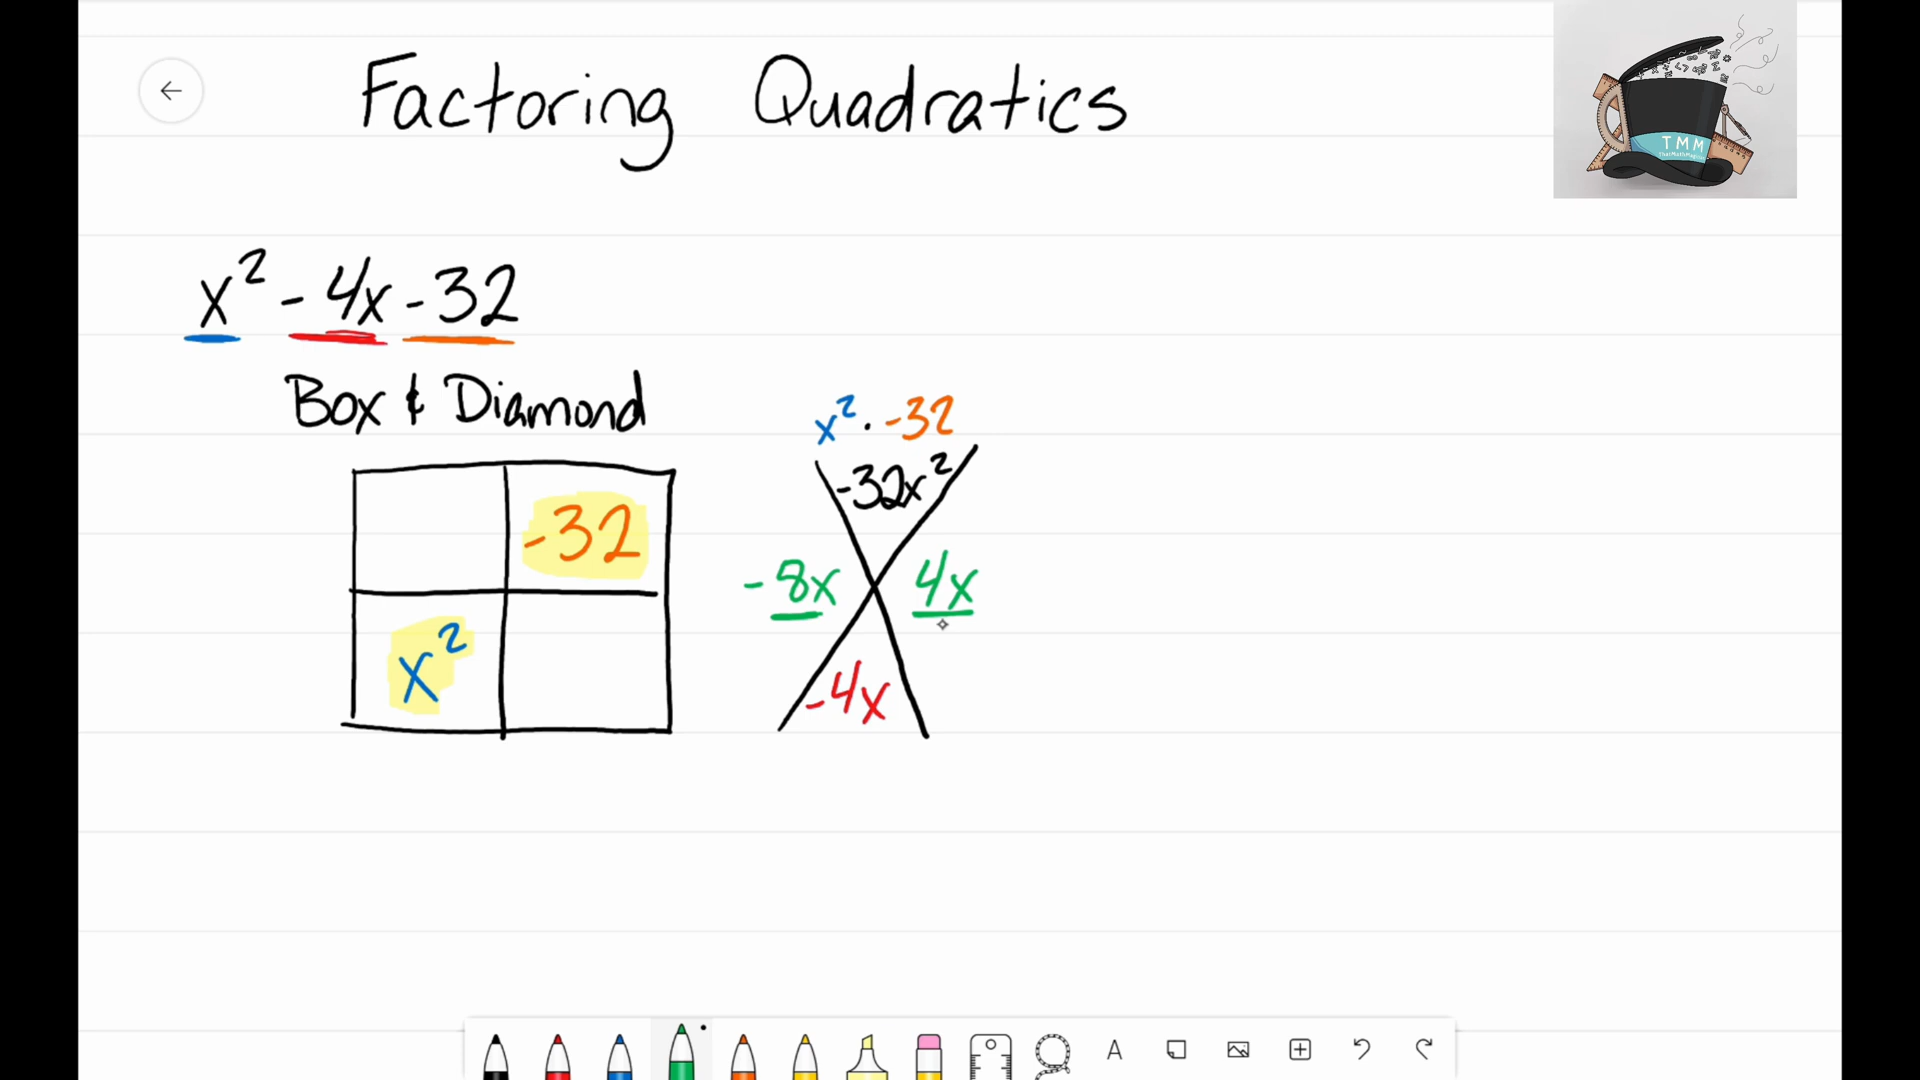 Factoring Quadratics
TMM
x² - 4x - 32
Box & Diamond
x² · -32
-32x²
-32
-8x 4x
x²
-4x
A